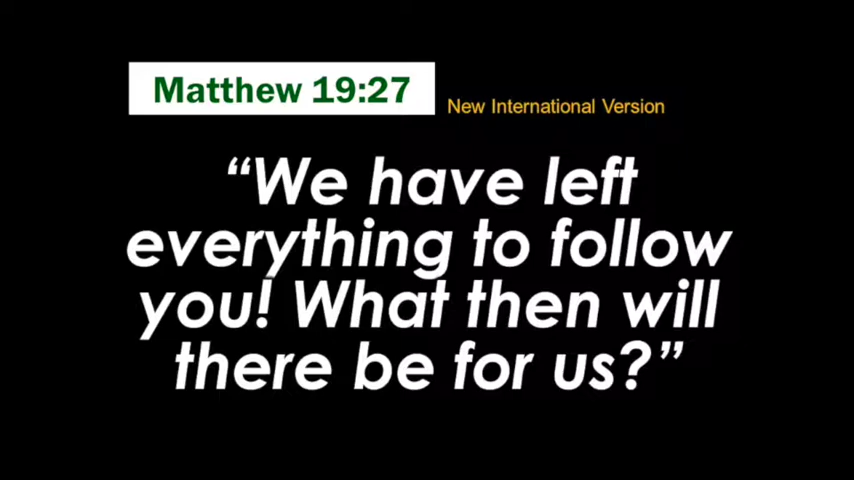 Matthew 19:27
New International Version
“We have left
everything to follow
you! What then will
there be for us?”